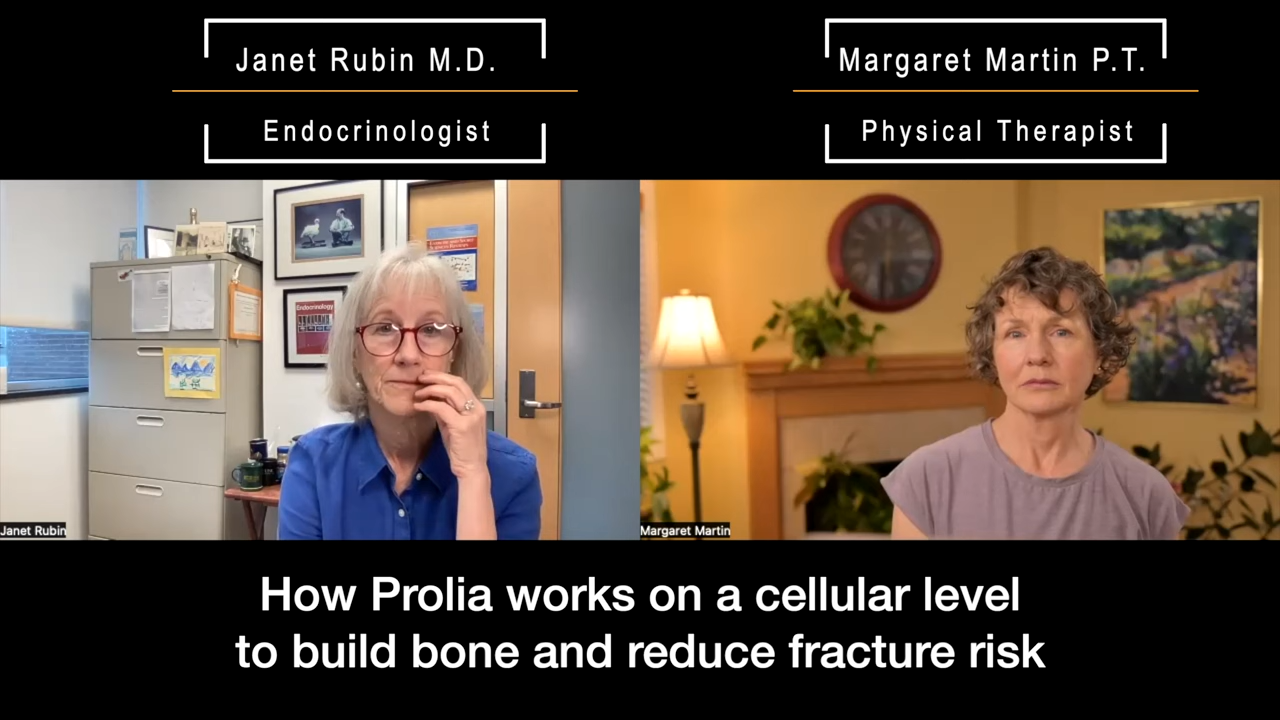 Janet Rubin M.D.
Endocrinologist
Margaret Martin P.T.
Physical Therapist
Endocrinology
Janet Rubin
Margaret Martin
How Prolia works on a cellular level
to build bone and reduce fracture risk